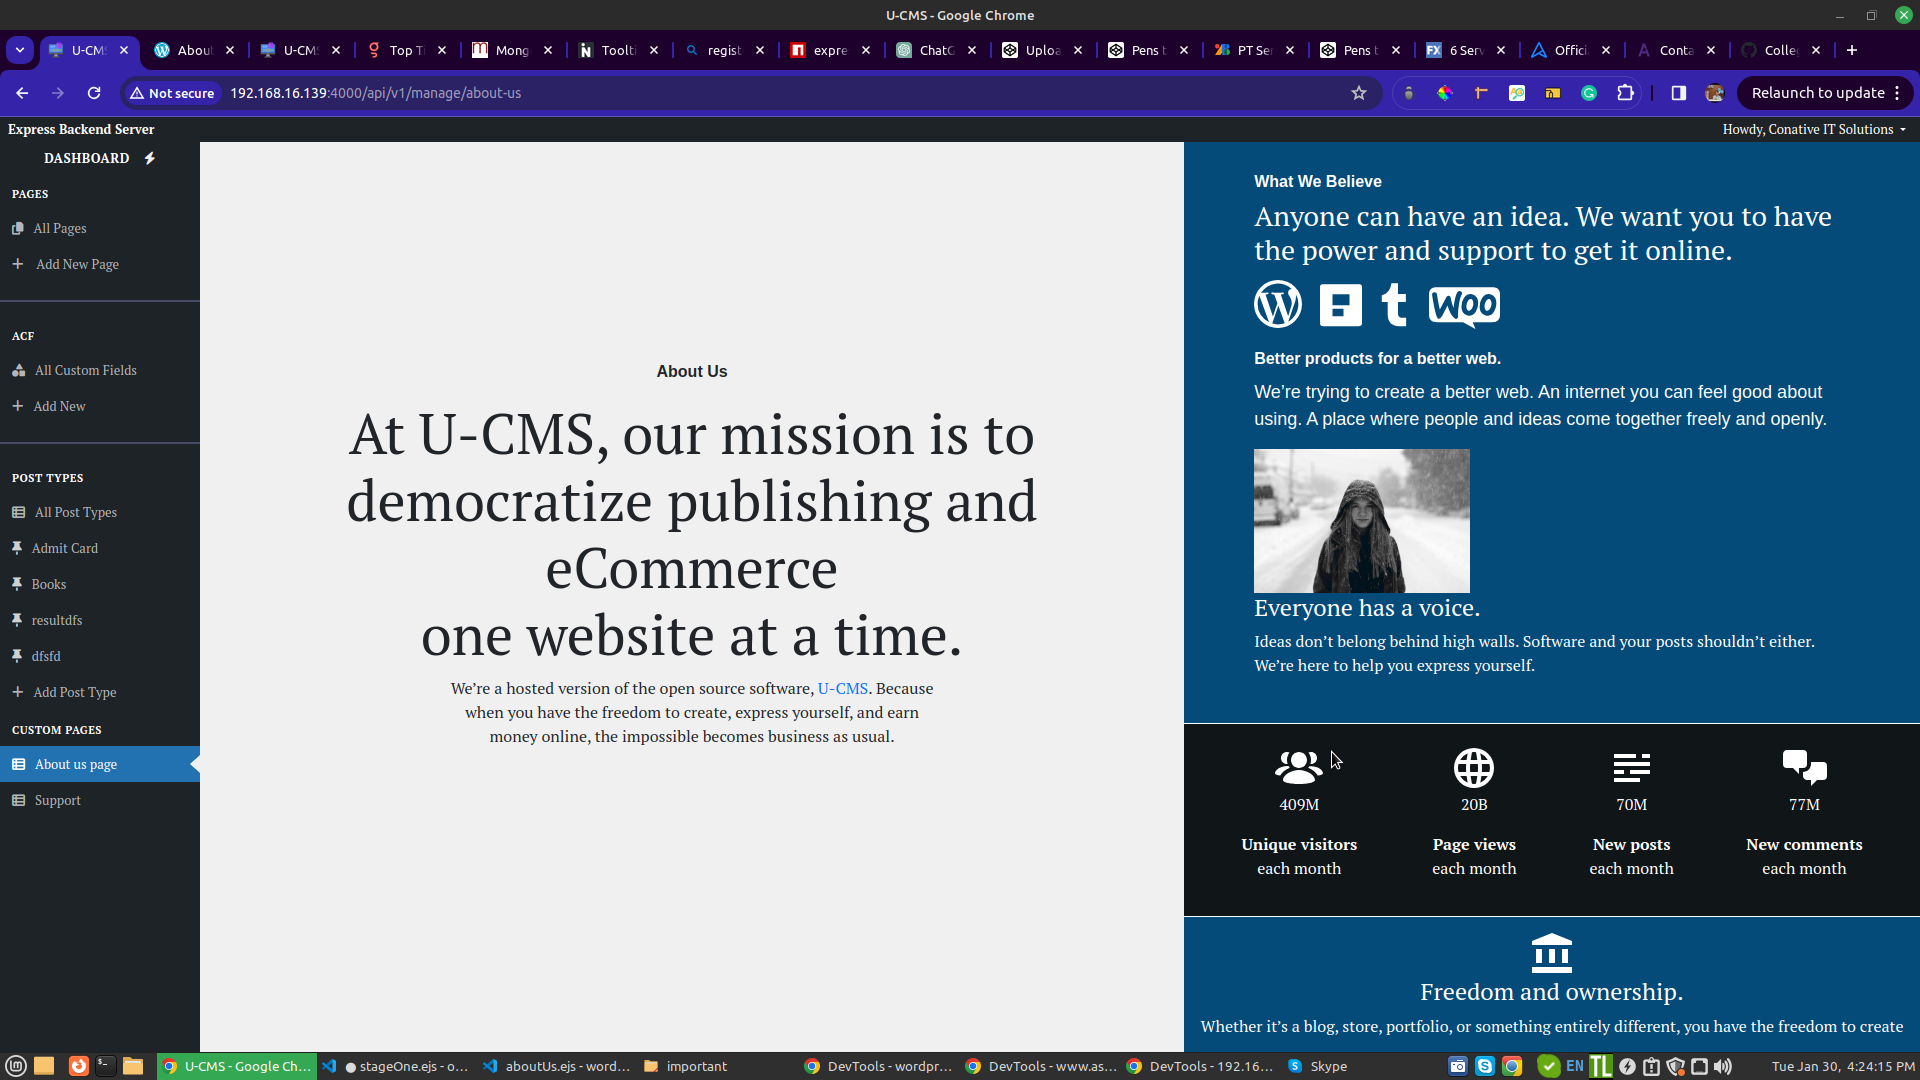 U-CMS - Google Chrome
U-CMS
About
U-CMS
Top Ti
Mong
Toolti
regist
expre
ChatG
Uploa
Pens t
PT Ser
Pens t
6 Serv
Offici
Conta
Colle
Not secure
192.168.16.139:4000/api/v1/manage/about-us
Relaunch to update
Express Backend Server
Howdy, Conative IT Solutions
DASHBOARD
PAGES
All Pages
Add New Page
ACF
All Custom Fields
Add New
POST TYPES
All Post Types
Admit Card
Books
resultdfs
dfsfd
Add Post Type
CUSTOM PAGES
About us page
Support
About Us
At U-CMS, our mission is to
democratize publishing and
eCommerce
one website at a time.
We’re a hosted version of the open source software, U-CMS. Because
when you have the freedom to create, express yourself, and earn
money online, the impossible becomes business as usual.
What We Believe
Anyone can have an idea. We want you to have
the power and support to get it online.
WOO
Better products for a better web.
We’re trying to create a better web. An internet you can feel good about
using. A place where people and ideas come together freely and openly.
Everyone has a voice.
Ideas don’t belong behind high walls. Software and your posts shouldn’t either.
We’re here to help you express yourself.
409M
Unique visitors
each month
20B
Page views
each month
70M
New posts
each month
77M
New comments
each month
Freedom and ownership.
Whether it’s a blog, store, portfolio, or something entirely different, you have the freedom to create
U-CMS - Google Ch...
● stageOne.ejs - o...
aboutUs.ejs - word...
important
DevTools - wordpr...
DevTools - www.as...
DevTools - 192.16...
Skype
EN
TL
Tue Jan 30, 4:24:15 PM